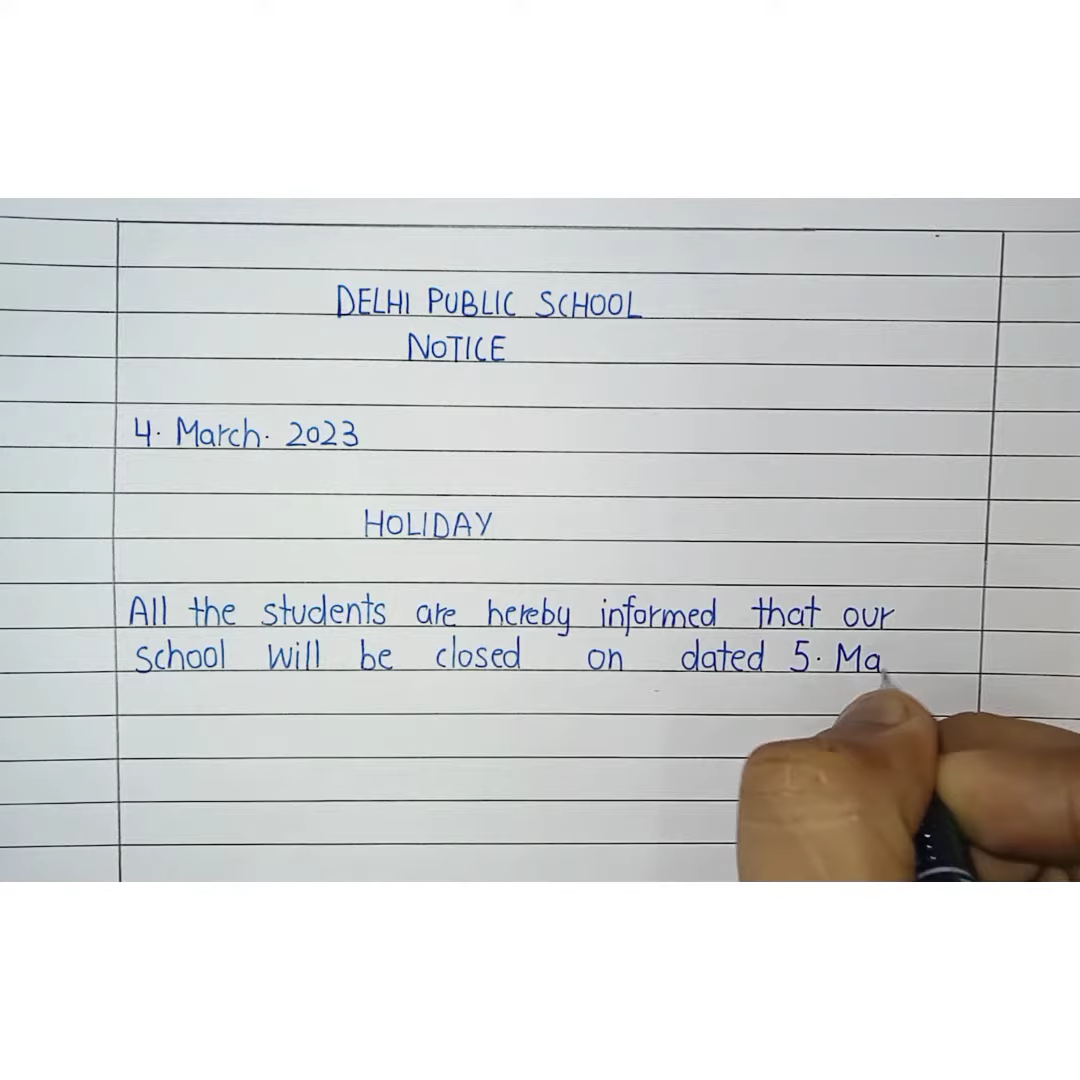 DELHI PUBLIC SCHOOL
NOTICE
4. March. 2023
HOLIDAY
All the students are hereby informed that our
school will be closed on dated 5. Ma